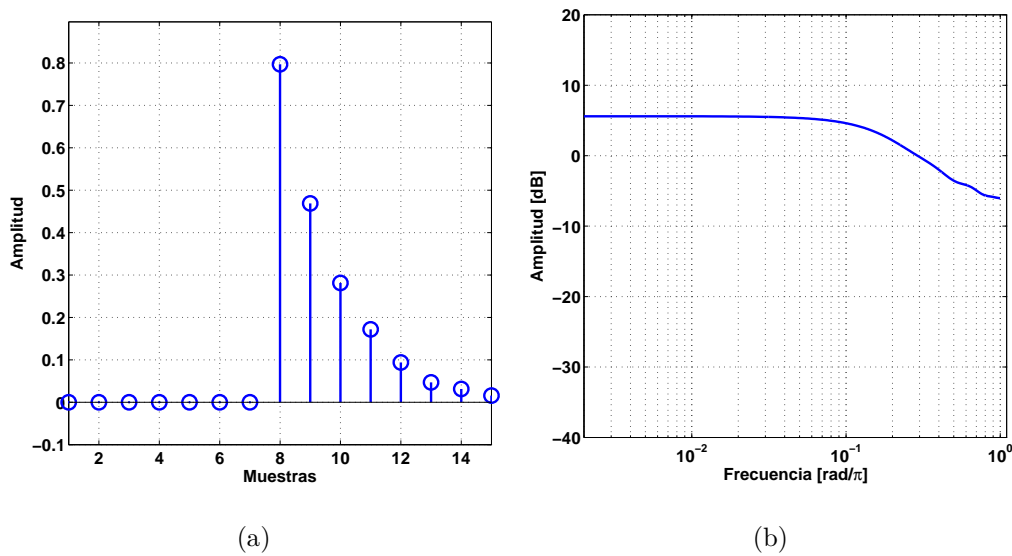 0.8
0.7
0.6
0.5
0.4
0.3
0.2
0.1
0
−0.1
Amplitud
2 4 6 8 10 12 14
Muestras
(a)
20
10
0
−10
−20
−30
−40
Amplitud [dB]
10⁻² 10⁻¹ 10⁰
Frecuencia [rad/π]
(b)